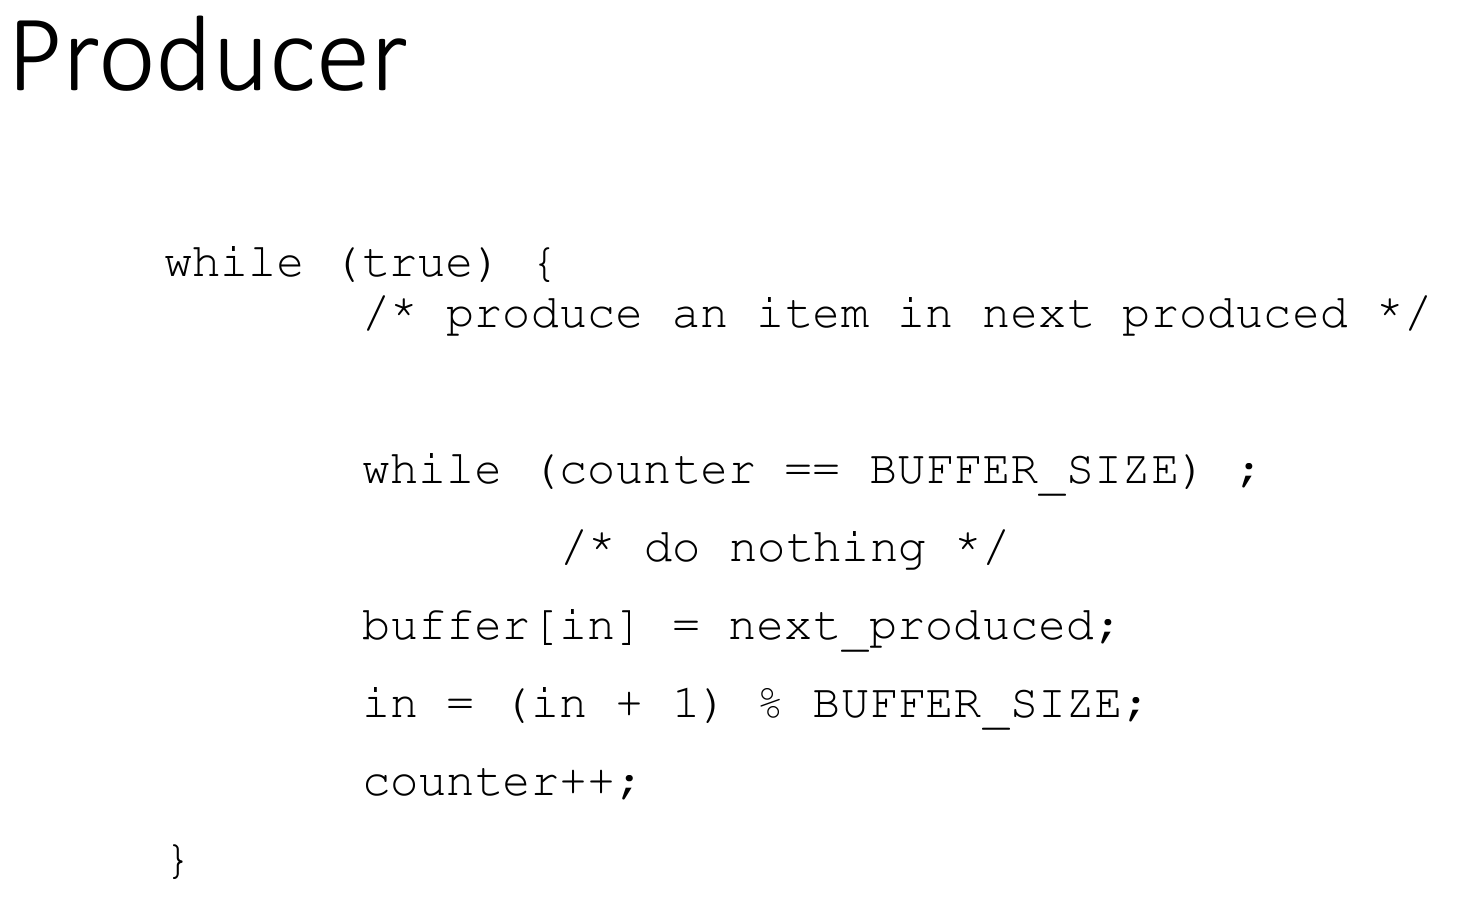 Producer
while (true) {
/* produce an item in next produced */
while (counter == BUFFER_SIZE) ;
/* do nothing */
buffer[in] = next_produced;
in = (in + 1) % BUFFER_SIZE;
counter++;
}